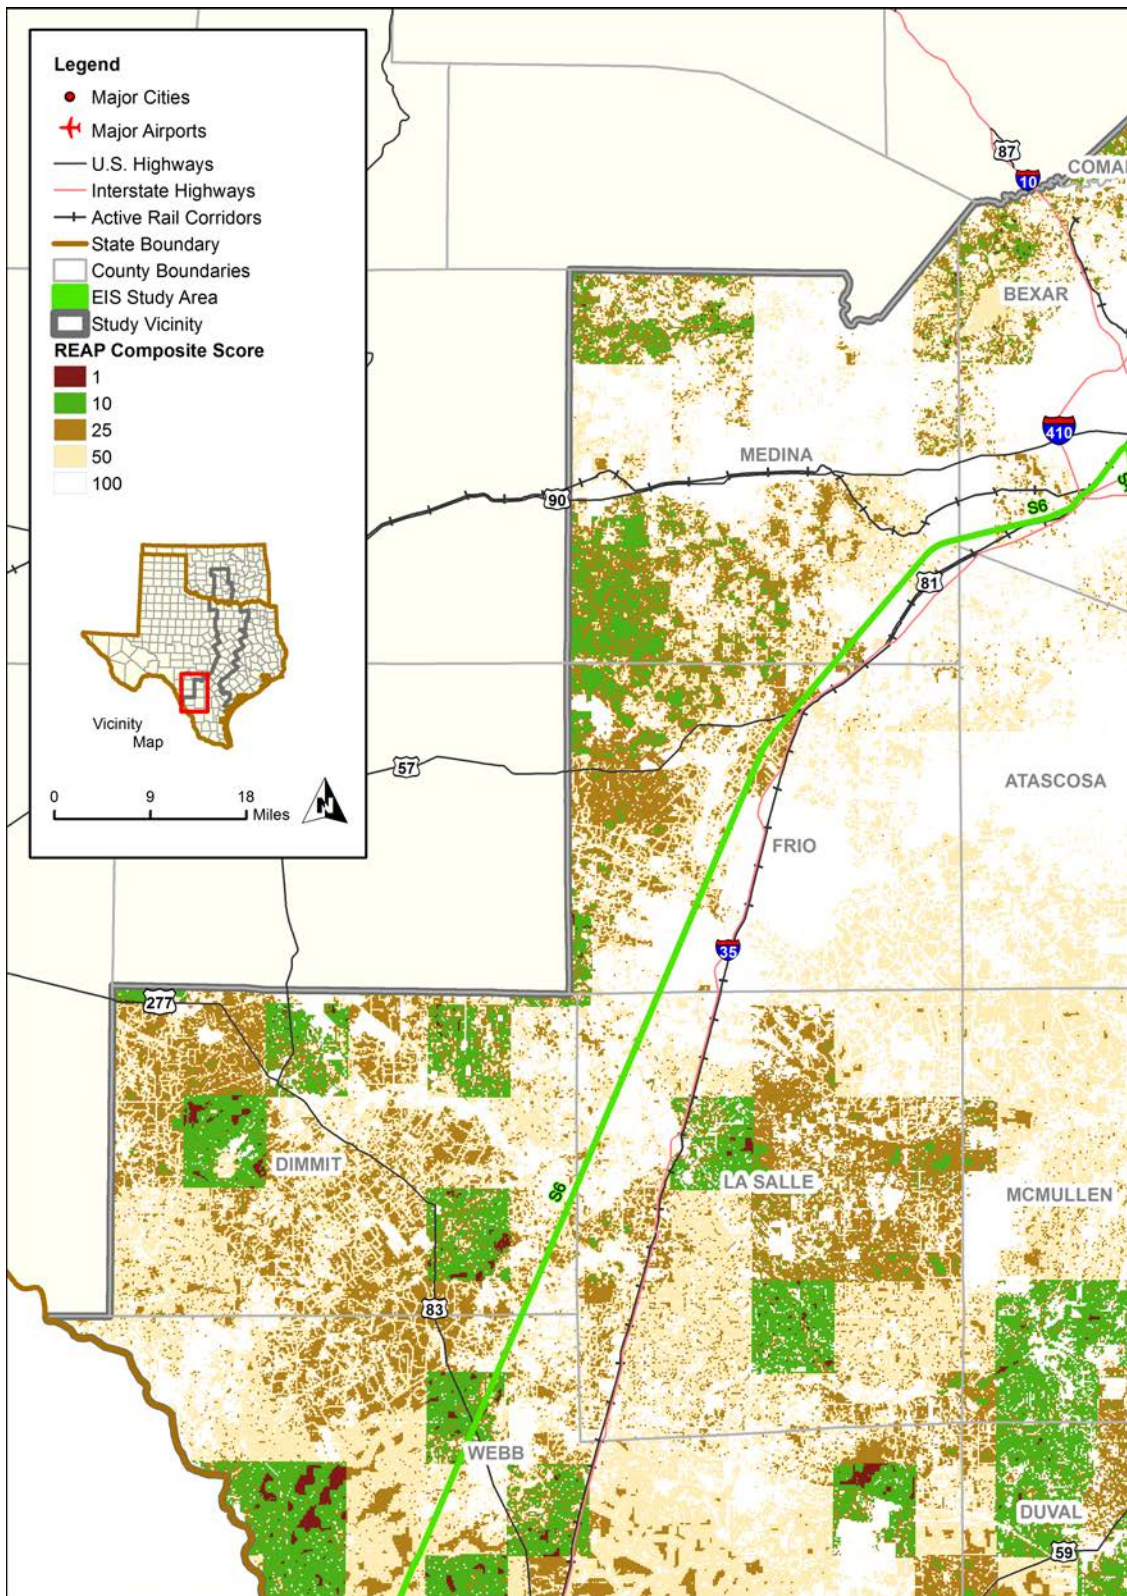 Legend
Major Cities
Major Airports
U.S. Highways
Interstate Highways
Active Rail Corridors
State Boundary
County Boundaries
EIS Study Area
Study Vicinity
REAP Composite Score
1
10
25
50
100
Vicinity
Map
0 9 18
Miles
N
87
10
COMAL
BEXAR
410
MEDINA
90
S6
81
57
ATASCOSA
FRIO
35
277
DIMMIT
LA SALLE
S6
MCMULLEN
83
WEBB
DUVAL
59